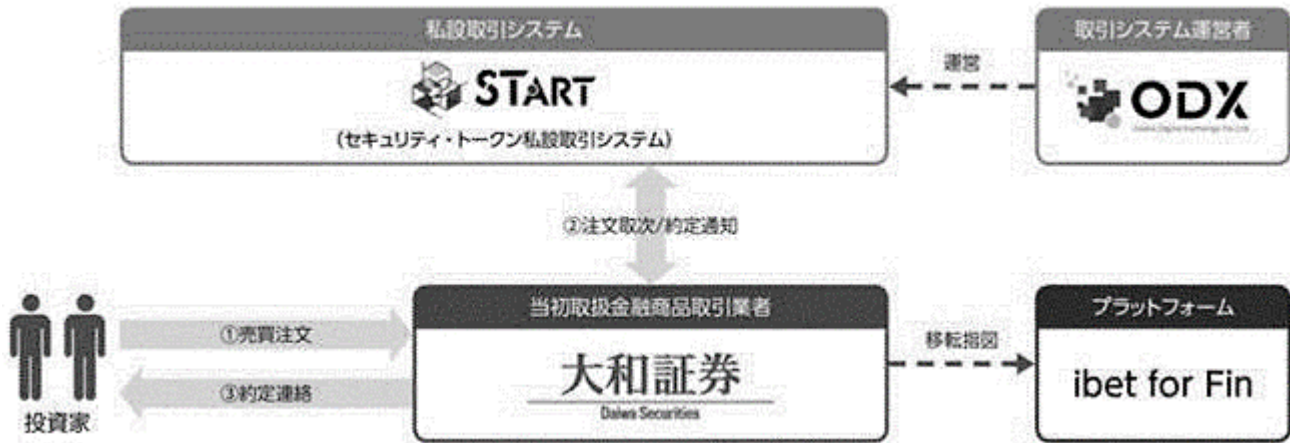 私設取引システム
START
(セキュリティ・トークン私設取引システム)
運営
取引システム運営者
ODX
②注文取次/約定通知
①売買注文
③約定連絡
投資家
当初取扱金融商品取引業者
大和証券
Daiwa Securities
移転指図
プラットフォーム
ibet for Fin